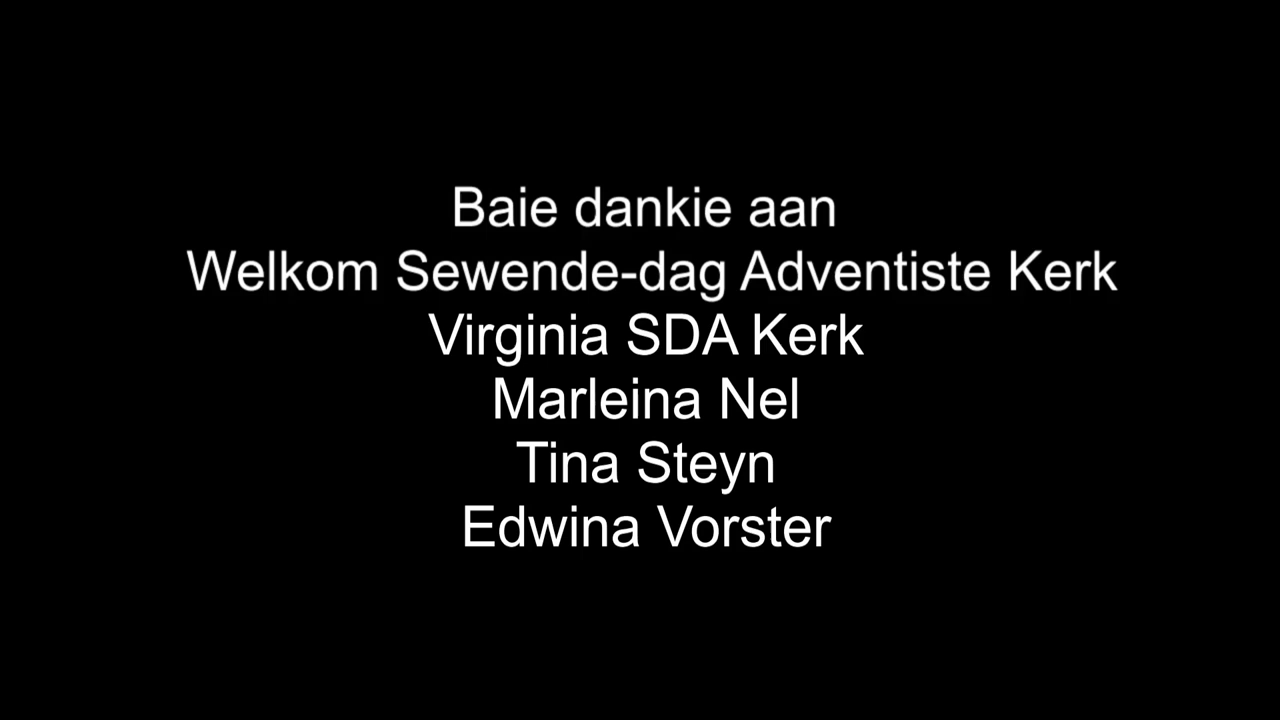 Baie dankie aan
Welkom Sewende-dag Adventiste Kerk
Virginia SDA Kerk
Marleina Nel
Tina Steyn
Edwina Vorster